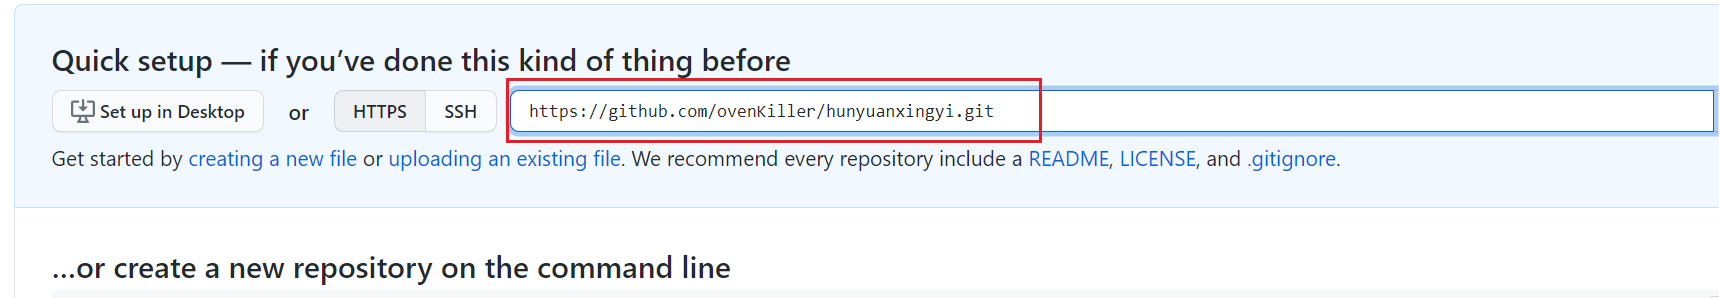 Quick setup — if you’ve done this kind of thing before
Set up in Desktop or HTTPS SSH https://github.com/ovenKiller/hunyuanxingyi.git
Get started by creating a new file or uploading an existing file. We recommend every repository include a README, LICENSE, and .gitignore.
…or create a new repository on the command line